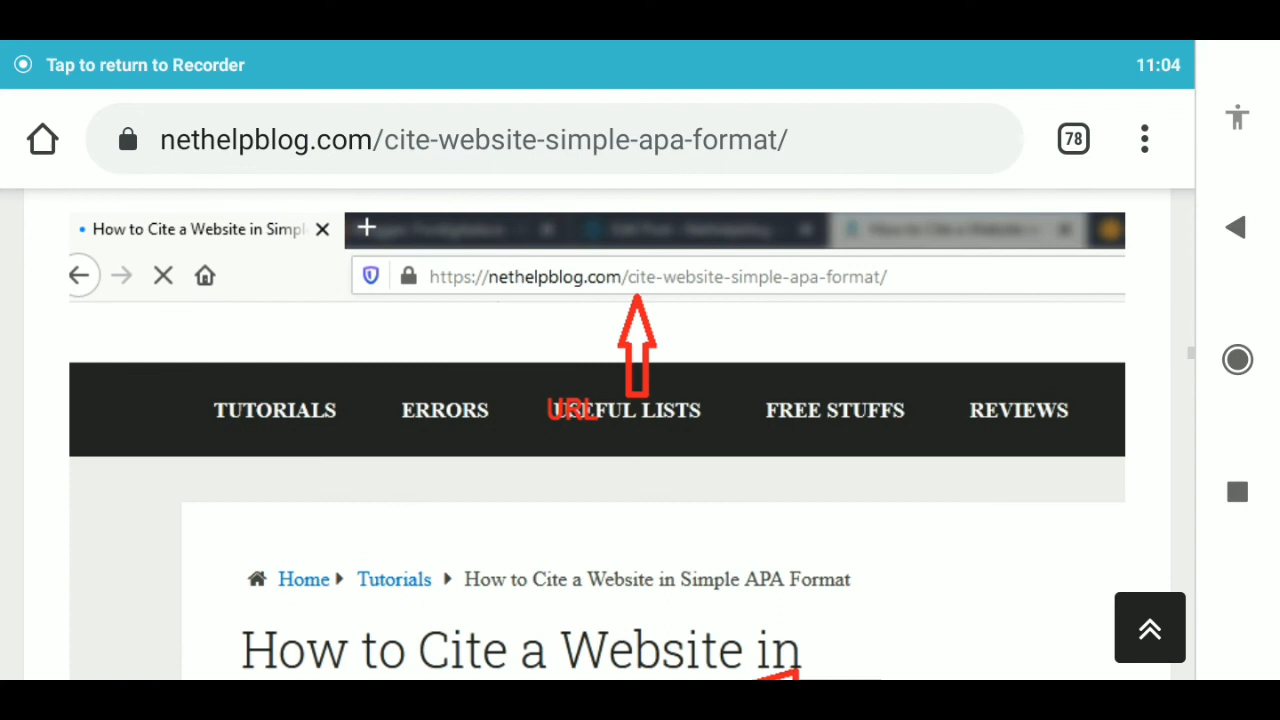 Tap to return to Recorder 11:04
nethelpblog.com/cite-website-simple-apa-format/ 78
How to Cite a Website in Simpl
https://nethelpblog.com/cite-website-simple-apa-format/
TUTORIALS ERRORS USEFUL LISTS FREE STUFFS REVIEWS
URL
Home Tutorials How to Cite a Website in Simple APA Format
How to Cite a Website in